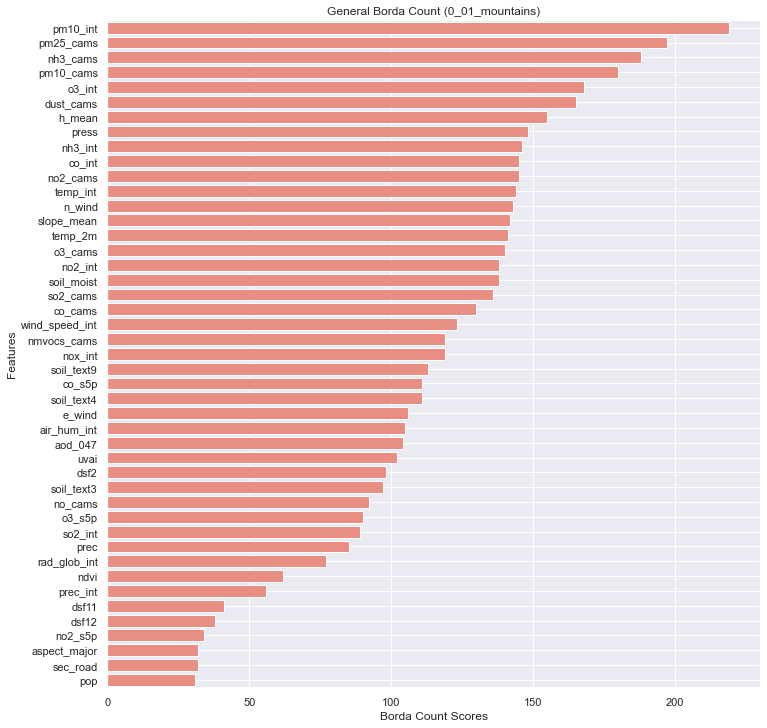 General Borda Count (0_01_mountains)
pm10_int
pm25_cams
nh3_cams
pm10_cams
o3_int
dust_cams
h_mean
press
nh3_int
co_int
no2_cams
temp_int
n_wind
slope_mean
temp_2m
o3_cams
no2_int
soil_moist
so2_cams
co_cams
wind_speed_int
nmvocs_cams
nox_int
soil_text9
co_s5p
soil_text4
e_wind
air_hum_int
aod_047
uvai
dsf2
soil_text3
no_cams
o3_s5p
so2_int
prec
rad_glob_int
ndvi
prec_int
dsf11
dsf12
no2_s5p
aspect_major
sec_road
pop
Features
0 50 100 150 200
Borda Count Scores